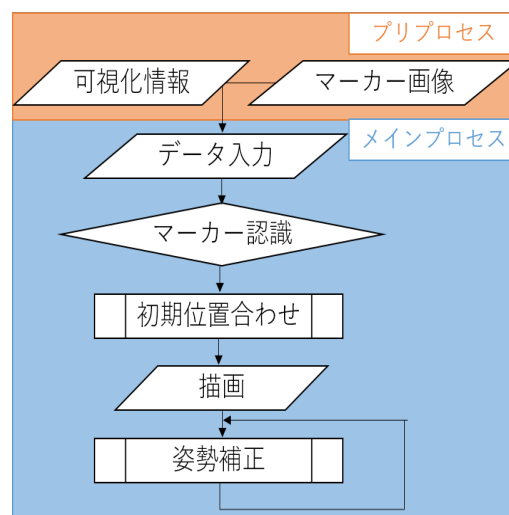 プリプロセス
可視化情報
マーカー画像
メインプロセス
データ入力
マーカー認識
初期位置合わせ
描画
姿勢補正